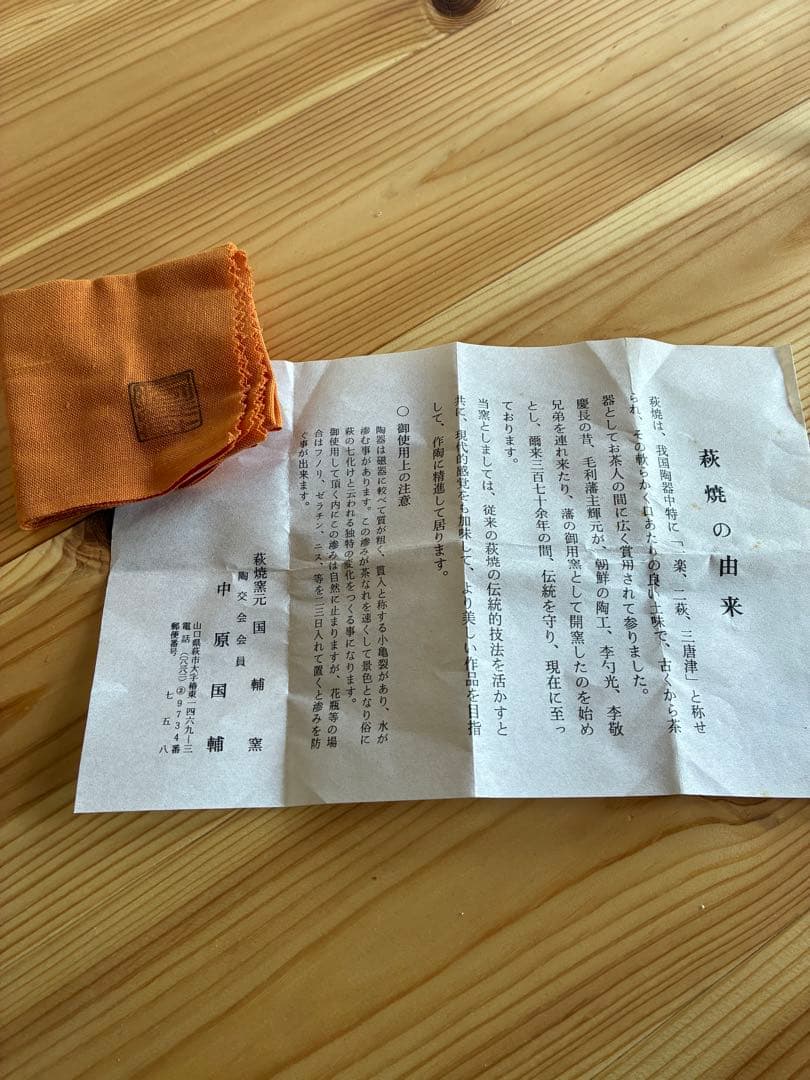 萩焼の由来
萩焼は、我国陶器中特に「一楽、二萩、三唐津」と称せ
られ、その軟らかく口あたりの良い土味で、古くから茶
器としてお茶人の間に広く賞用されて参りました。
慶長の昔、毛利藩主輝元が、朝鮮の陶工、李勺光、李敬
兄弟を連れ来たり、藩の御用窯として開窯したのを始め
とし、爾来三百七十余年の間、伝統を守り、現在に至っ
ております。
当窯としましては、従来の萩焼の伝統的技法を活かすと
共に、現代的感覚をも加味して、より美しい作品を目指
して、作陶に精進して居ります。
○ 御使用上の注意
陶器は磁器に較べて質が粗く、貫入と称する小亀裂があり、水が
滲む事があります。この滲みが茶なれを速くして景色となり俗に
萩の七化けと云われる独特の変化をつくる事になります。
御使用して頂く内にこの滲みは自然に止まりますが、花瓶等の場
合はフノリ、ゼラチン、ニス、等を二三日入れて置くと滲みを防
ぐ事が出来ます。
萩焼窯元 国輔窯
陶交会会員 中原国輔
山口県萩市大字椿東一四六九—三
電話 (〇八三八二)②9734番
郵便番号 七五八